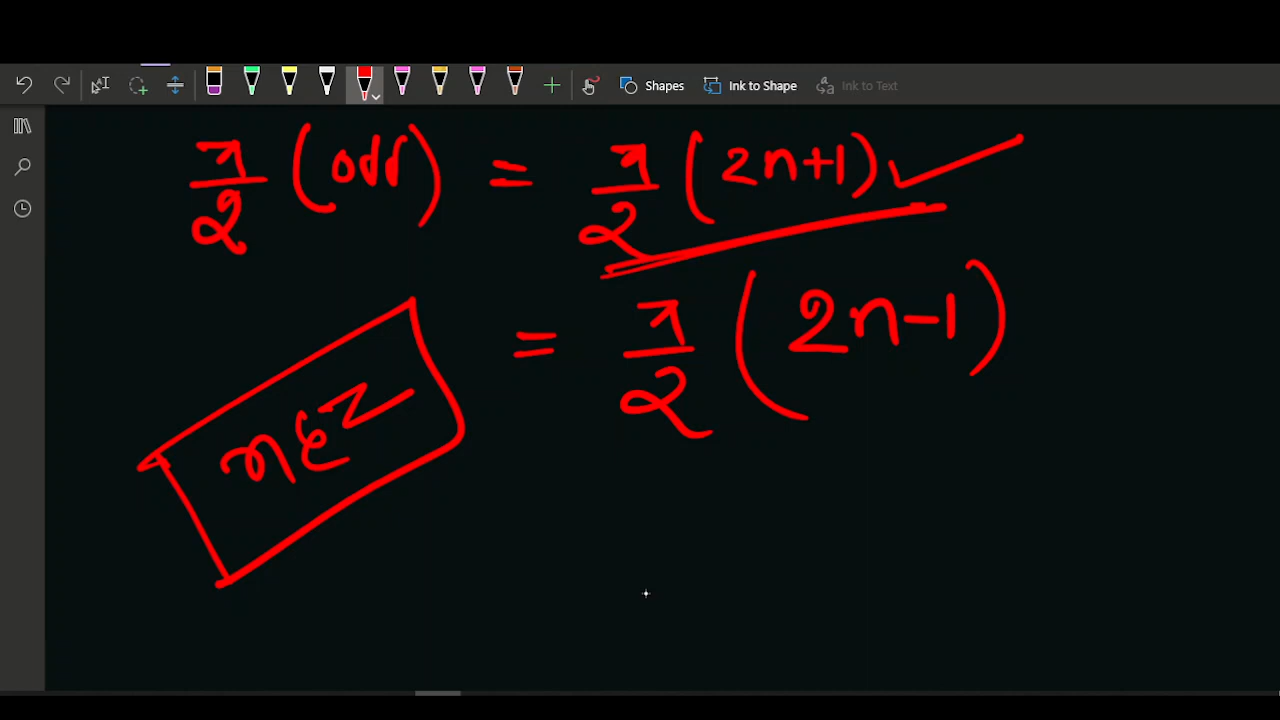 Shapes Ink to Shape Ink to Text
π/2 (odd) = π/2 (2n+1) ✓
= π/2 (2n-1)
n∈Z